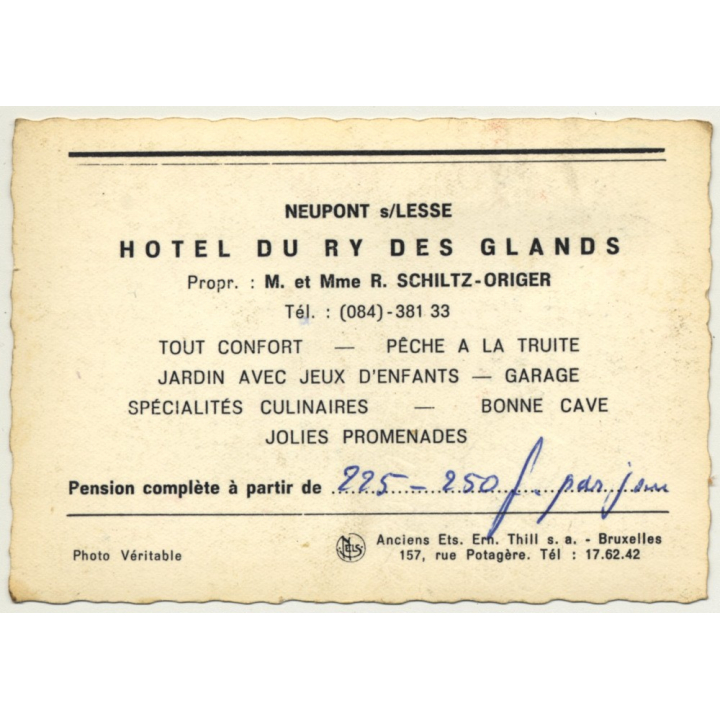 NEUPONT s/LESSE
HOTEL DU RY DES GLANDS
Propr. : M. et Mme R. SCHILTZ-ORIGER
Tél. : (084)-381 33
TOUT CONFORT — PÊCHE A LA TRUITE
JARDIN AVEC JEUX D'ENFANTS — GARAGE
SPÉCIALITÉS CULINAIRES — BONNE CAVE
JOLIES PROMENADES
Pension complète à partir de 225 - 250 f. par jour
Photo Véritable
NELS
Anciens Ets. Ern. Thill s. a. - Bruxelles
157, rue Potagère. Tél : 17.62.42